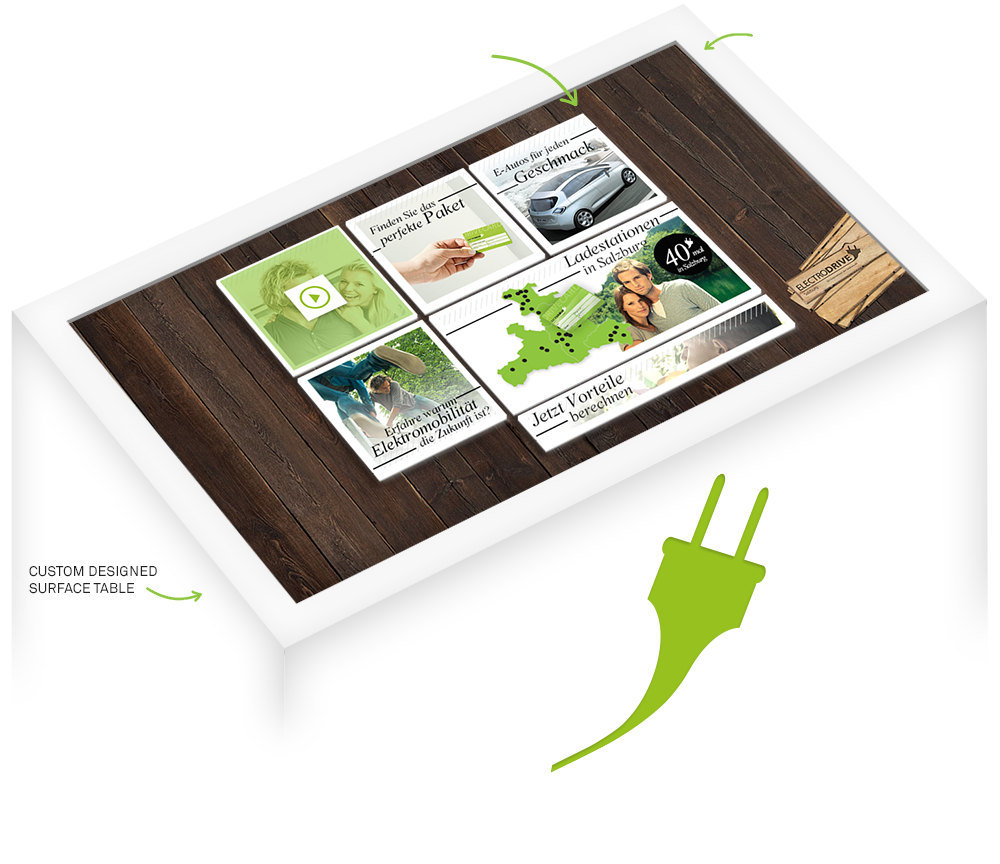 E-Autos für jeden
Geschmack
Finden Sie das
perfekte Paket
Ladestationen
in Salzburg
40
mal
in Salzburg
ELECTRODRIVE
Erfahre warum
Elektromobilität
die Zukunft ist?
Jetzt Vorteile
berechnen
CUSTOM DESIGNED
SURFACE TABLE